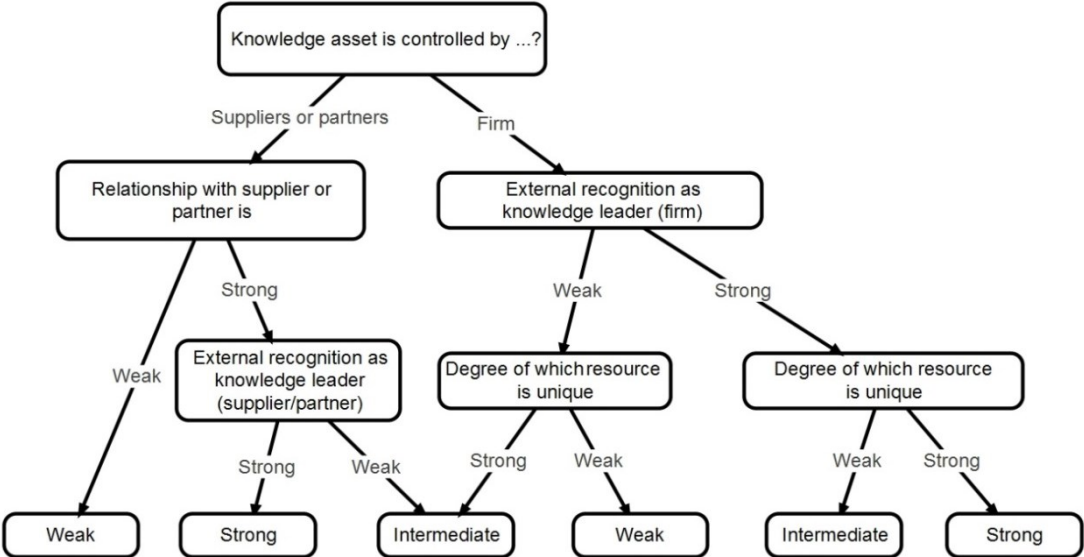 Knowledge asset is controlled by ...?
Suppliers or partners
Firm
Relationship with supplier or
partner is
External recognition as
knowledge leader (firm)
Strong
Weak
Strong
Weak
External recognition as
knowledge leader
(supplier/partner)
Degree of which resource
is unique
Degree of which resource
is unique
Strong
Weak
Strong
Weak
Weak
Strong
Weak
Strong
Intermediate
Weak
Intermediate
Strong